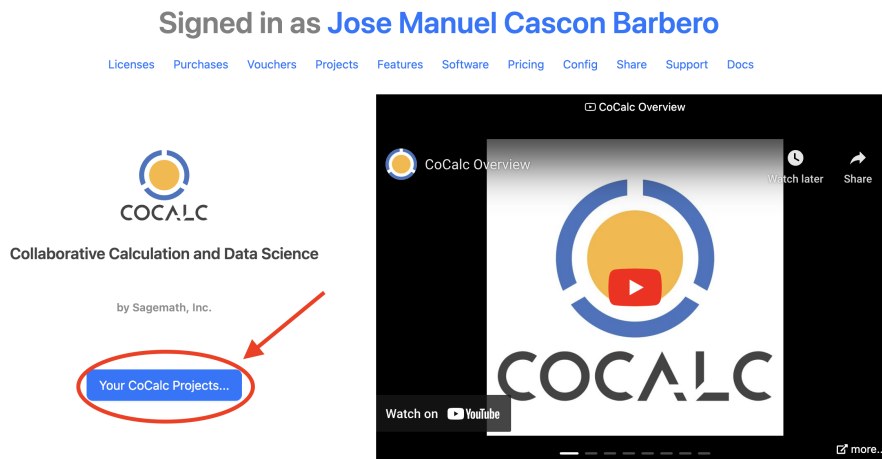 Signed in as Jose Manuel Cascon Barbero
Licenses Purchases Vouchers Projects Features Software Pricing Config Share Support Docs
COCALC
Collaborative Calculation and Data Science
by Sagemath, Inc.
Your CoCalc Projects...
CoCalc Overview
CoCalc Overview
Watch later
Share
COCALC
Watch on YouTube
more..